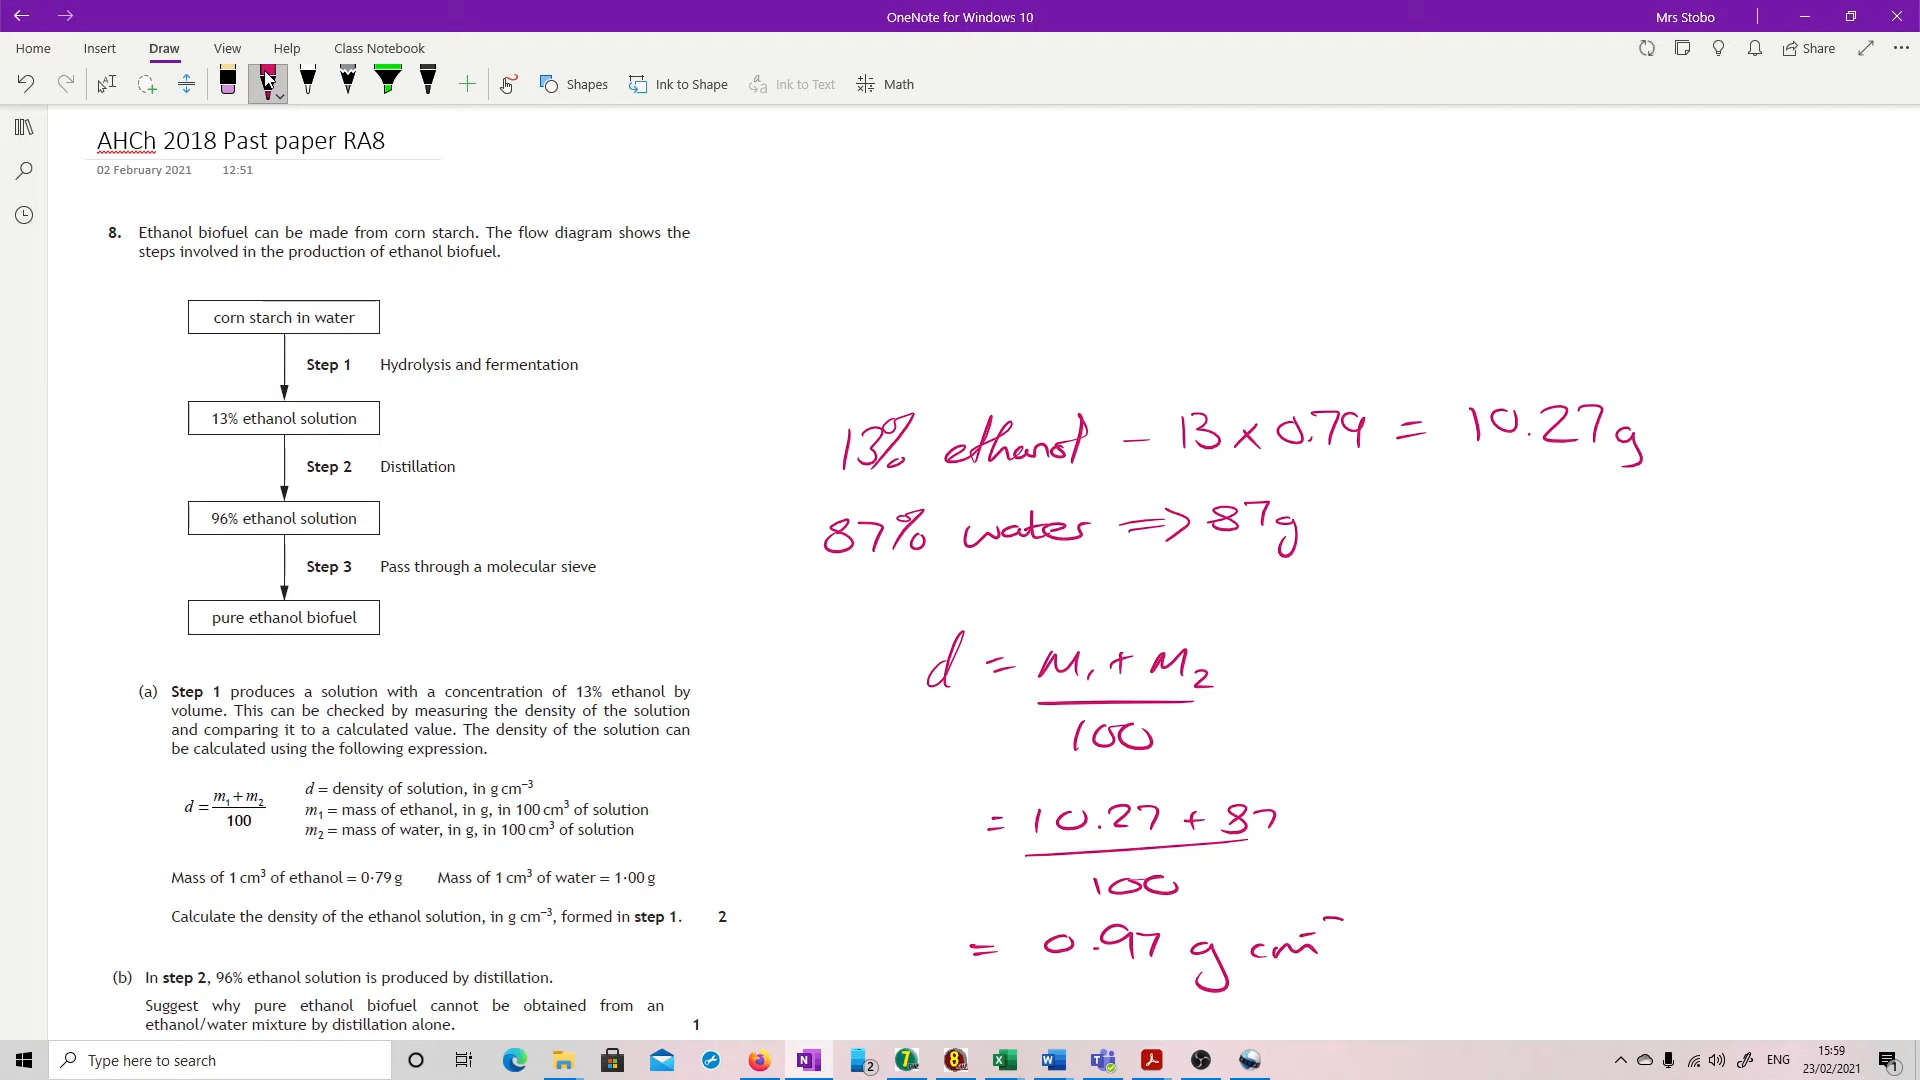 OneNote for Windows 10
Mrs Stobo
Home Insert Draw View Help Class Notebook
Share
Shapes Ink to Shape Ink to Text Math
AHCh 2018 Past paper RA8
02 February 2021 12:51
8. Ethanol biofuel can be made from corn starch. The flow diagram shows the
steps involved in the production of ethanol biofuel.
corn starch in water
Step 1 Hydrolysis and fermentation
13% ethanol solution
Step 2 Distillation
96% ethanol solution
Step 3 Pass through a molecular sieve
pure ethanol biofuel
(a) Step 1 produces a solution with a concentration of 13% ethanol by
volume. This can be checked by measuring the density of the solution
and comparing it to a calculated value. The density of the solution can
be calculated using the following expression.
d = (m₁ + m₂)/100
d = density of solution, in g cm⁻³
m₁ = mass of ethanol, in g, in 100 cm³ of solution
m₂ = mass of water, in g, in 100 cm³ of solution
Mass of 1 cm³ of ethanol = 0·79 g Mass of 1 cm³ of water = 1·00 g
Calculate the density of the ethanol solution, in g cm⁻³, formed in step 1. 2
(b) In step 2, 96% ethanol solution is produced by distillation.
Suggest why pure ethanol biofuel cannot be obtained from an
ethanol/water mixture by distillation alone. 1
13% ethanol – 13 x 0.79 = 10.27g
87% water => 87g
d = M₁ + M₂
100
= 10.27 + 87
100
= 0.97 g cm⁻
Type here to search
2
7
8
ENG
15:59
23/02/2021
1